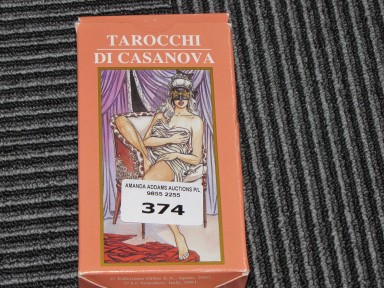 TAROCCHI
DI CASANOVA
AMANDA ADDAMS AUCTIONS P/L
9855 2255
374